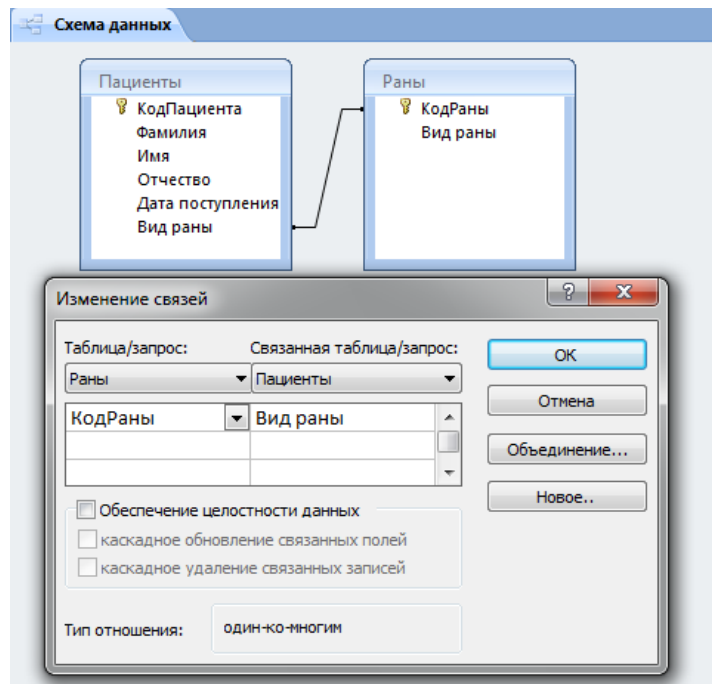 Схема данных
Пациенты
КодПациента
Фамилия
Имя
Отчество
Дата поступления
Вид раны
Раны
КодРаны
Вид раны
Изменение связей
Таблица/запрос: Связанная таблица/запрос:
Раны Пациенты
КодРаны Вид раны
Обеспечение целостности данных
каскадное обновление связанных полей
каскадное удаление связанных записей
Тип отношения: один-ко-многим
ОК
Отмена
Объединение...
Новое..